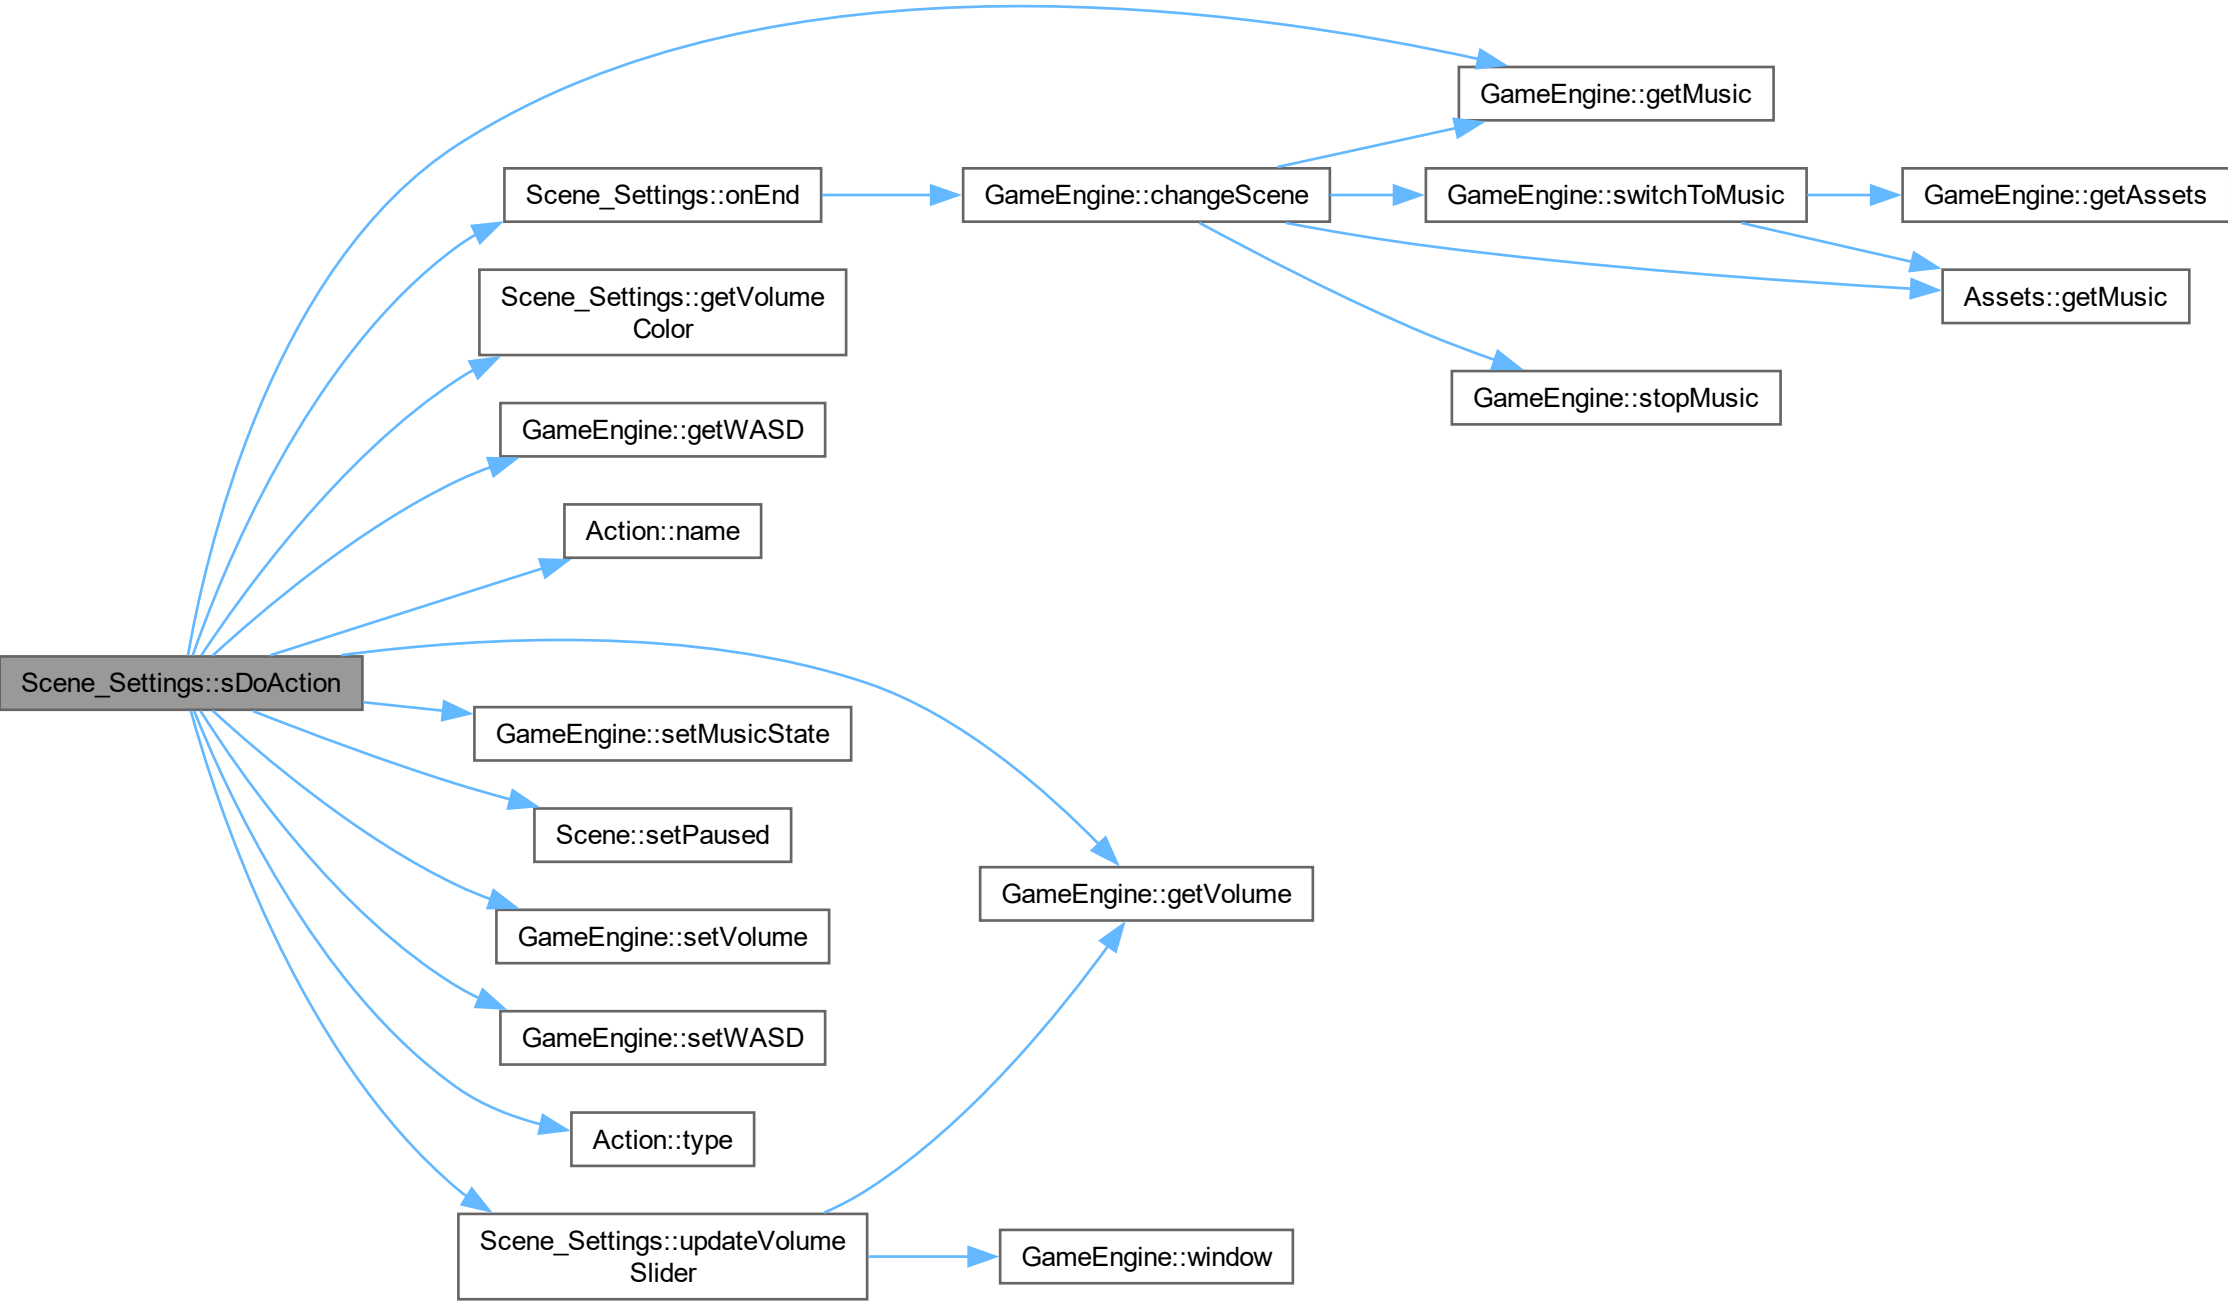 GameEngine::getMusic
Scene_Settings::onEnd
GameEngine::changeScene
GameEngine::switchToMusic
GameEngine::getAssets
Scene_Settings::getVolume
Color
Assets::getMusic
GameEngine::stopMusic
GameEngine::getWASD
Action::name
Scene_Settings::sDoAction
GameEngine::setMusicState
Scene::setPaused
GameEngine::getVolume
GameEngine::setVolume
GameEngine::setWASD
Action::type
Scene_Settings::updateVolume
Slider
GameEngine::window